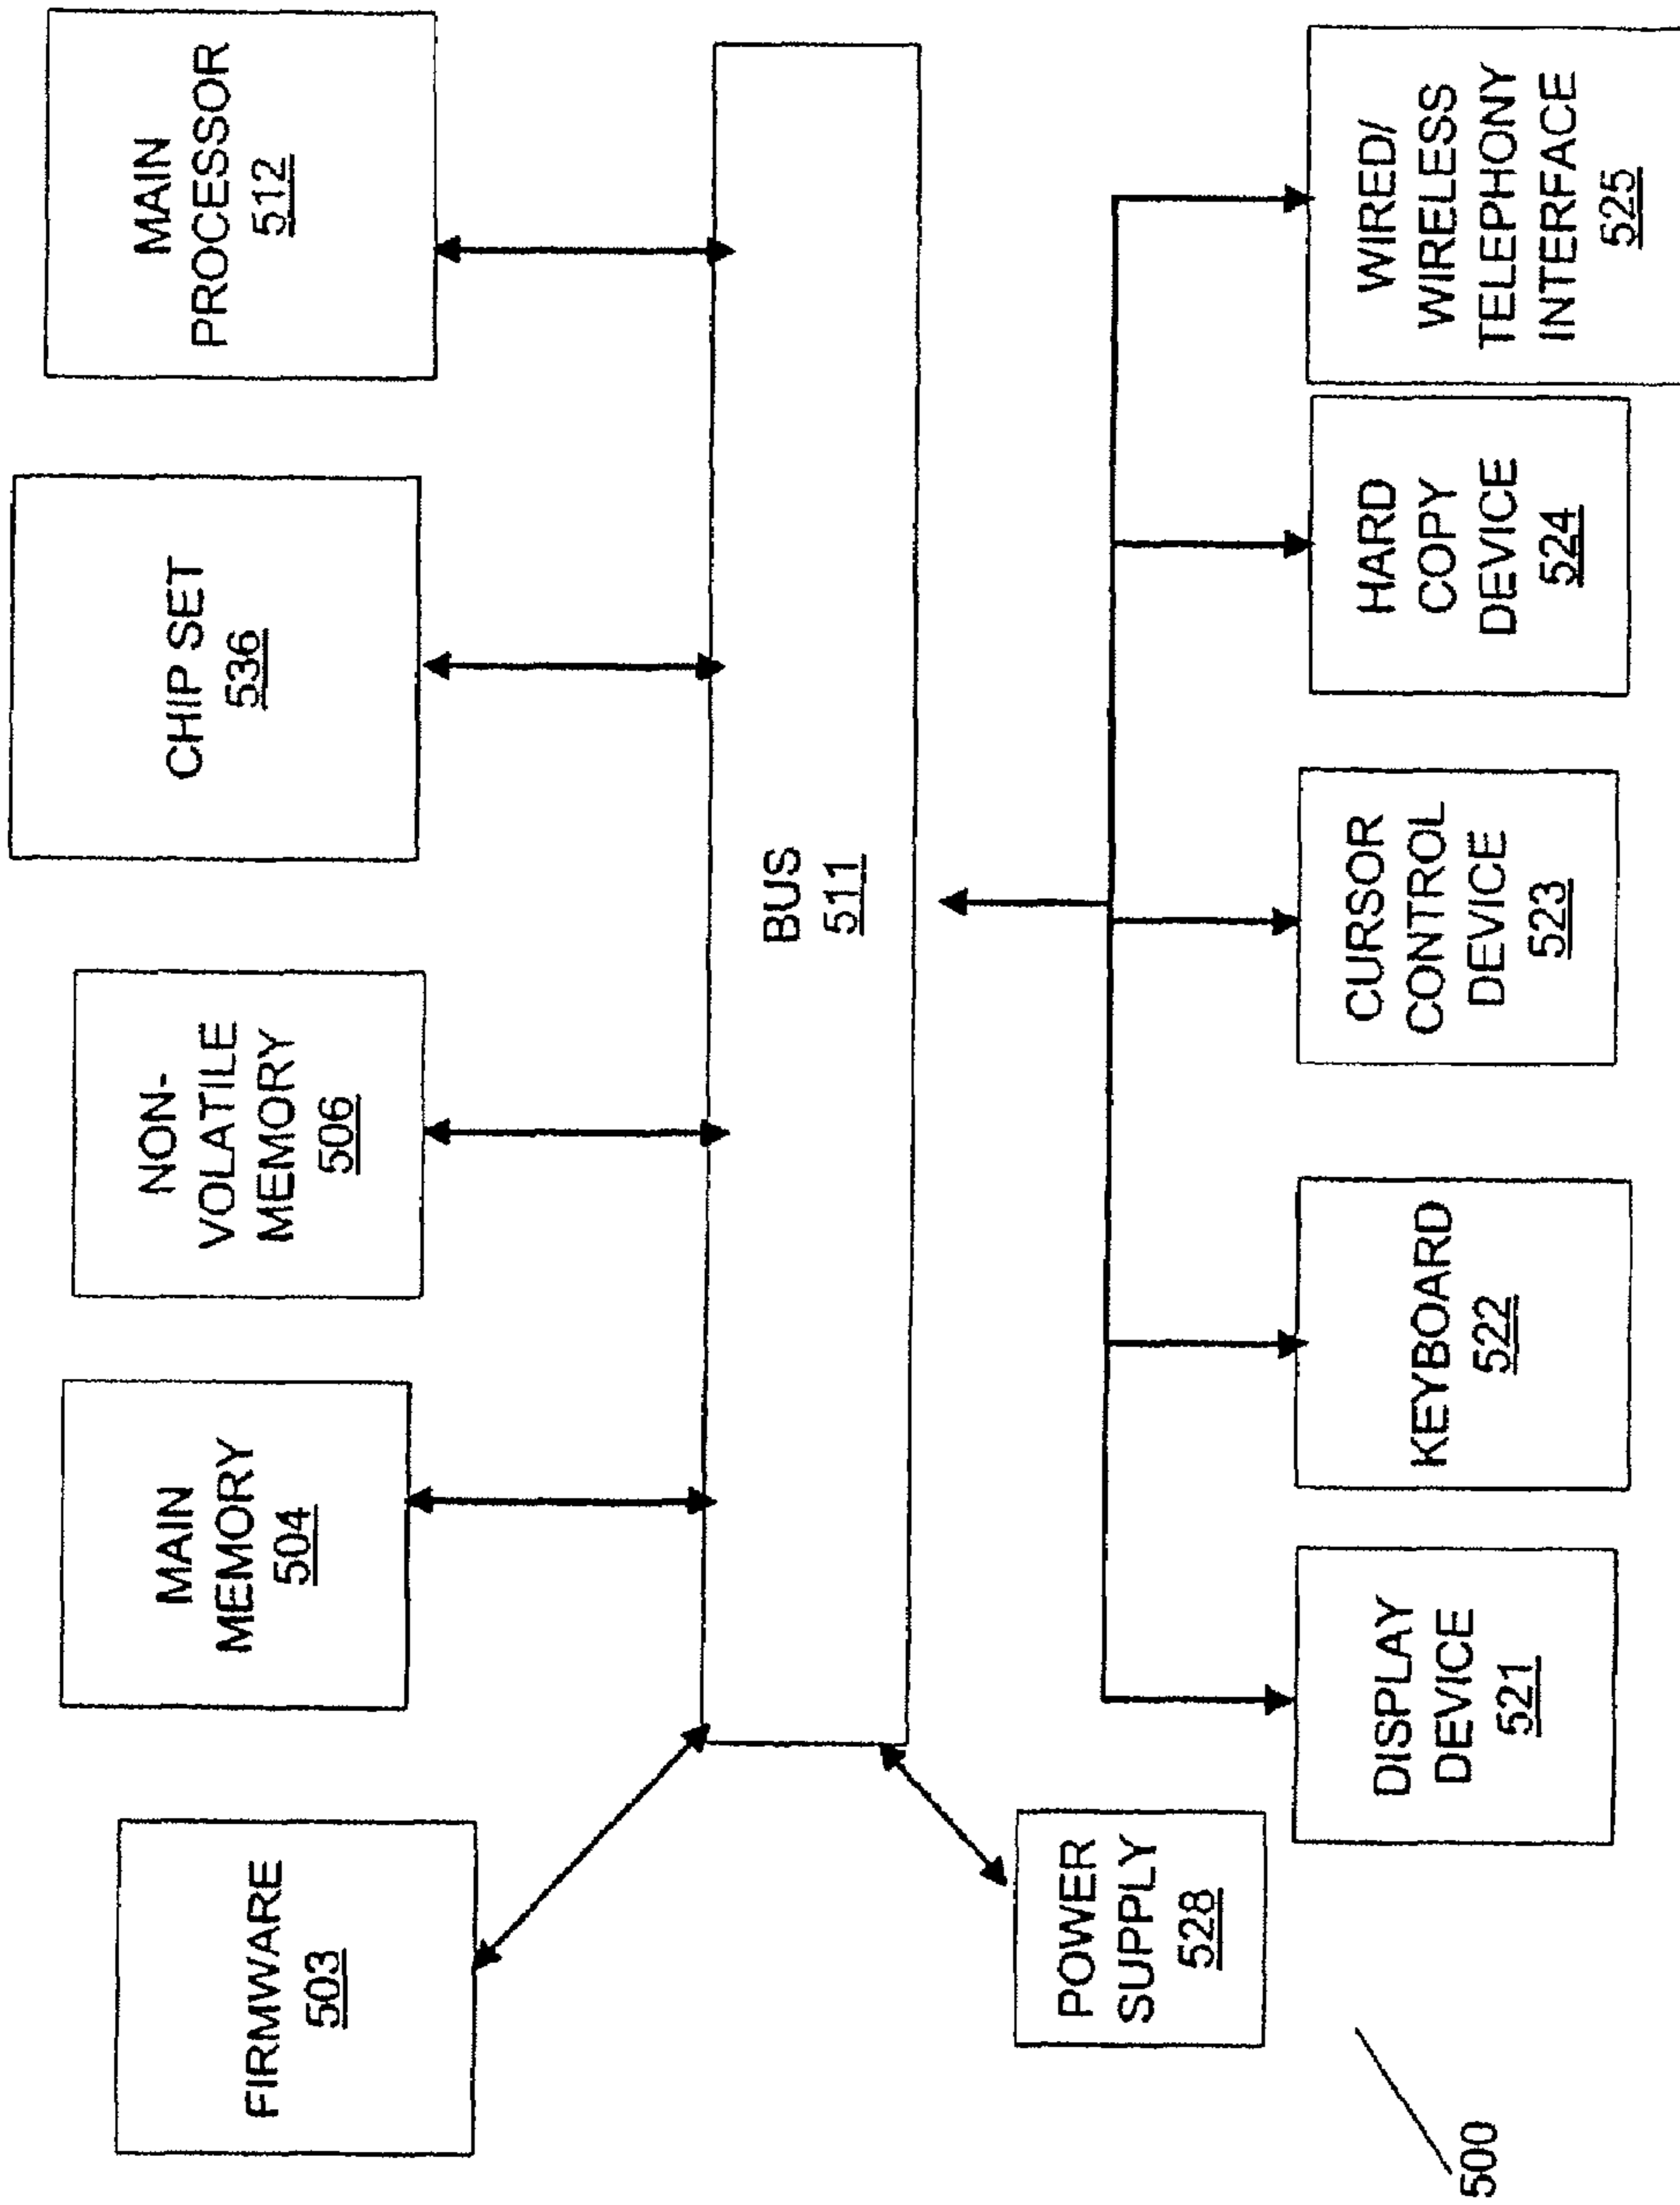 FIRMWARE
503
MAIN
MEMORY
504
NON-
VOLATILE
MEMORY
506
CHIP SET
536
MAIN
PROCESSOR
512
BUS
511
POWER
SUPPLY
528
DISPLAY
DEVICE
521
KEYBOARD
522
CURSOR
CONTROL
DEVICE
523
HARD
COPY
DEVICE
524
WIRED/
WIRELESS
TELEPHONY
INTERFACE
525
500